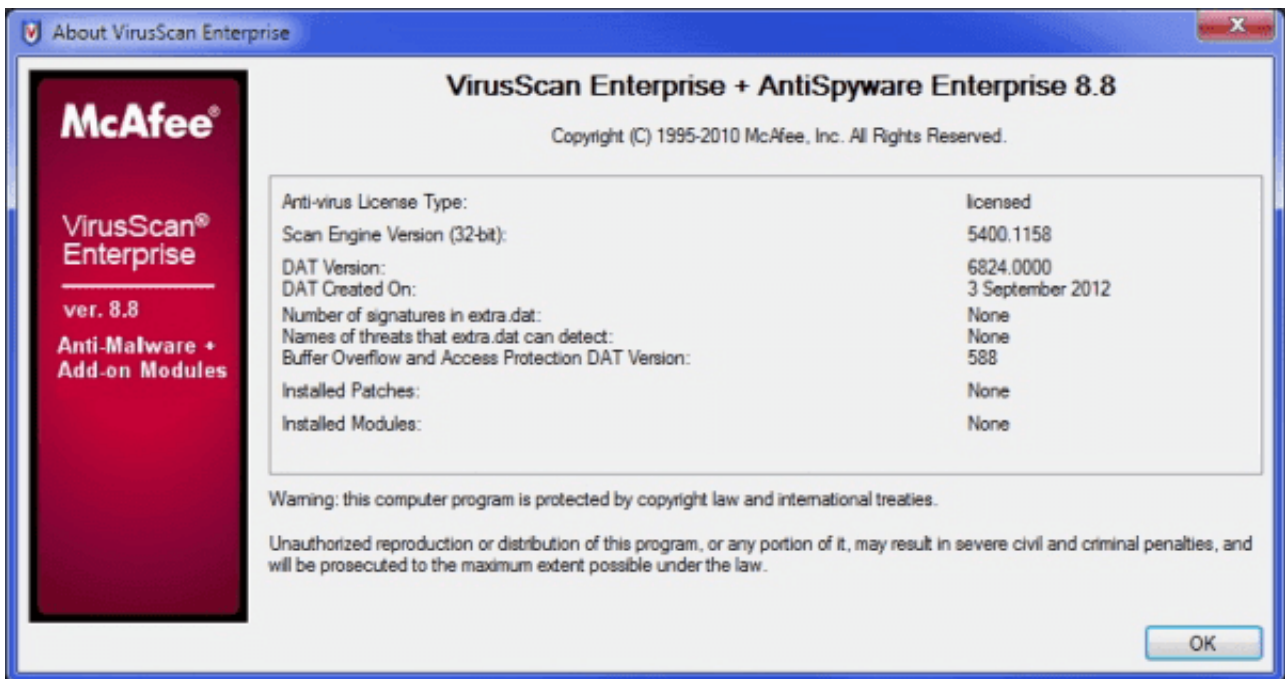 About VirusScan Enterprise
X
McAfee®
VirusScan®
Enterprise
ver. 8.8
Anti-Malware +
Add-on Modules
VirusScan Enterprise + AntiSpyware Enterprise 8.8
Copyright (C) 1995-2010 McAfee, Inc. All Rights Reserved.
Anti-virus License Type: licensed
Scan Engine Version (32-bit): 5400.1158
DAT Version: 6824.0000
DAT Created On: 3 September 2012
Number of signatures in extra.dat: None
Names of threats that extra.dat can detect: None
Buffer Overflow and Access Protection DAT Version: 588
Installed Patches: None
Installed Modules: None
Warning: this computer program is protected by copyright law and international treaties.
Unauthorized reproduction or distribution of this program, or any portion of it, may result in severe civil and criminal penalties, and
will be prosecuted to the maximum extent possible under the law.
OK